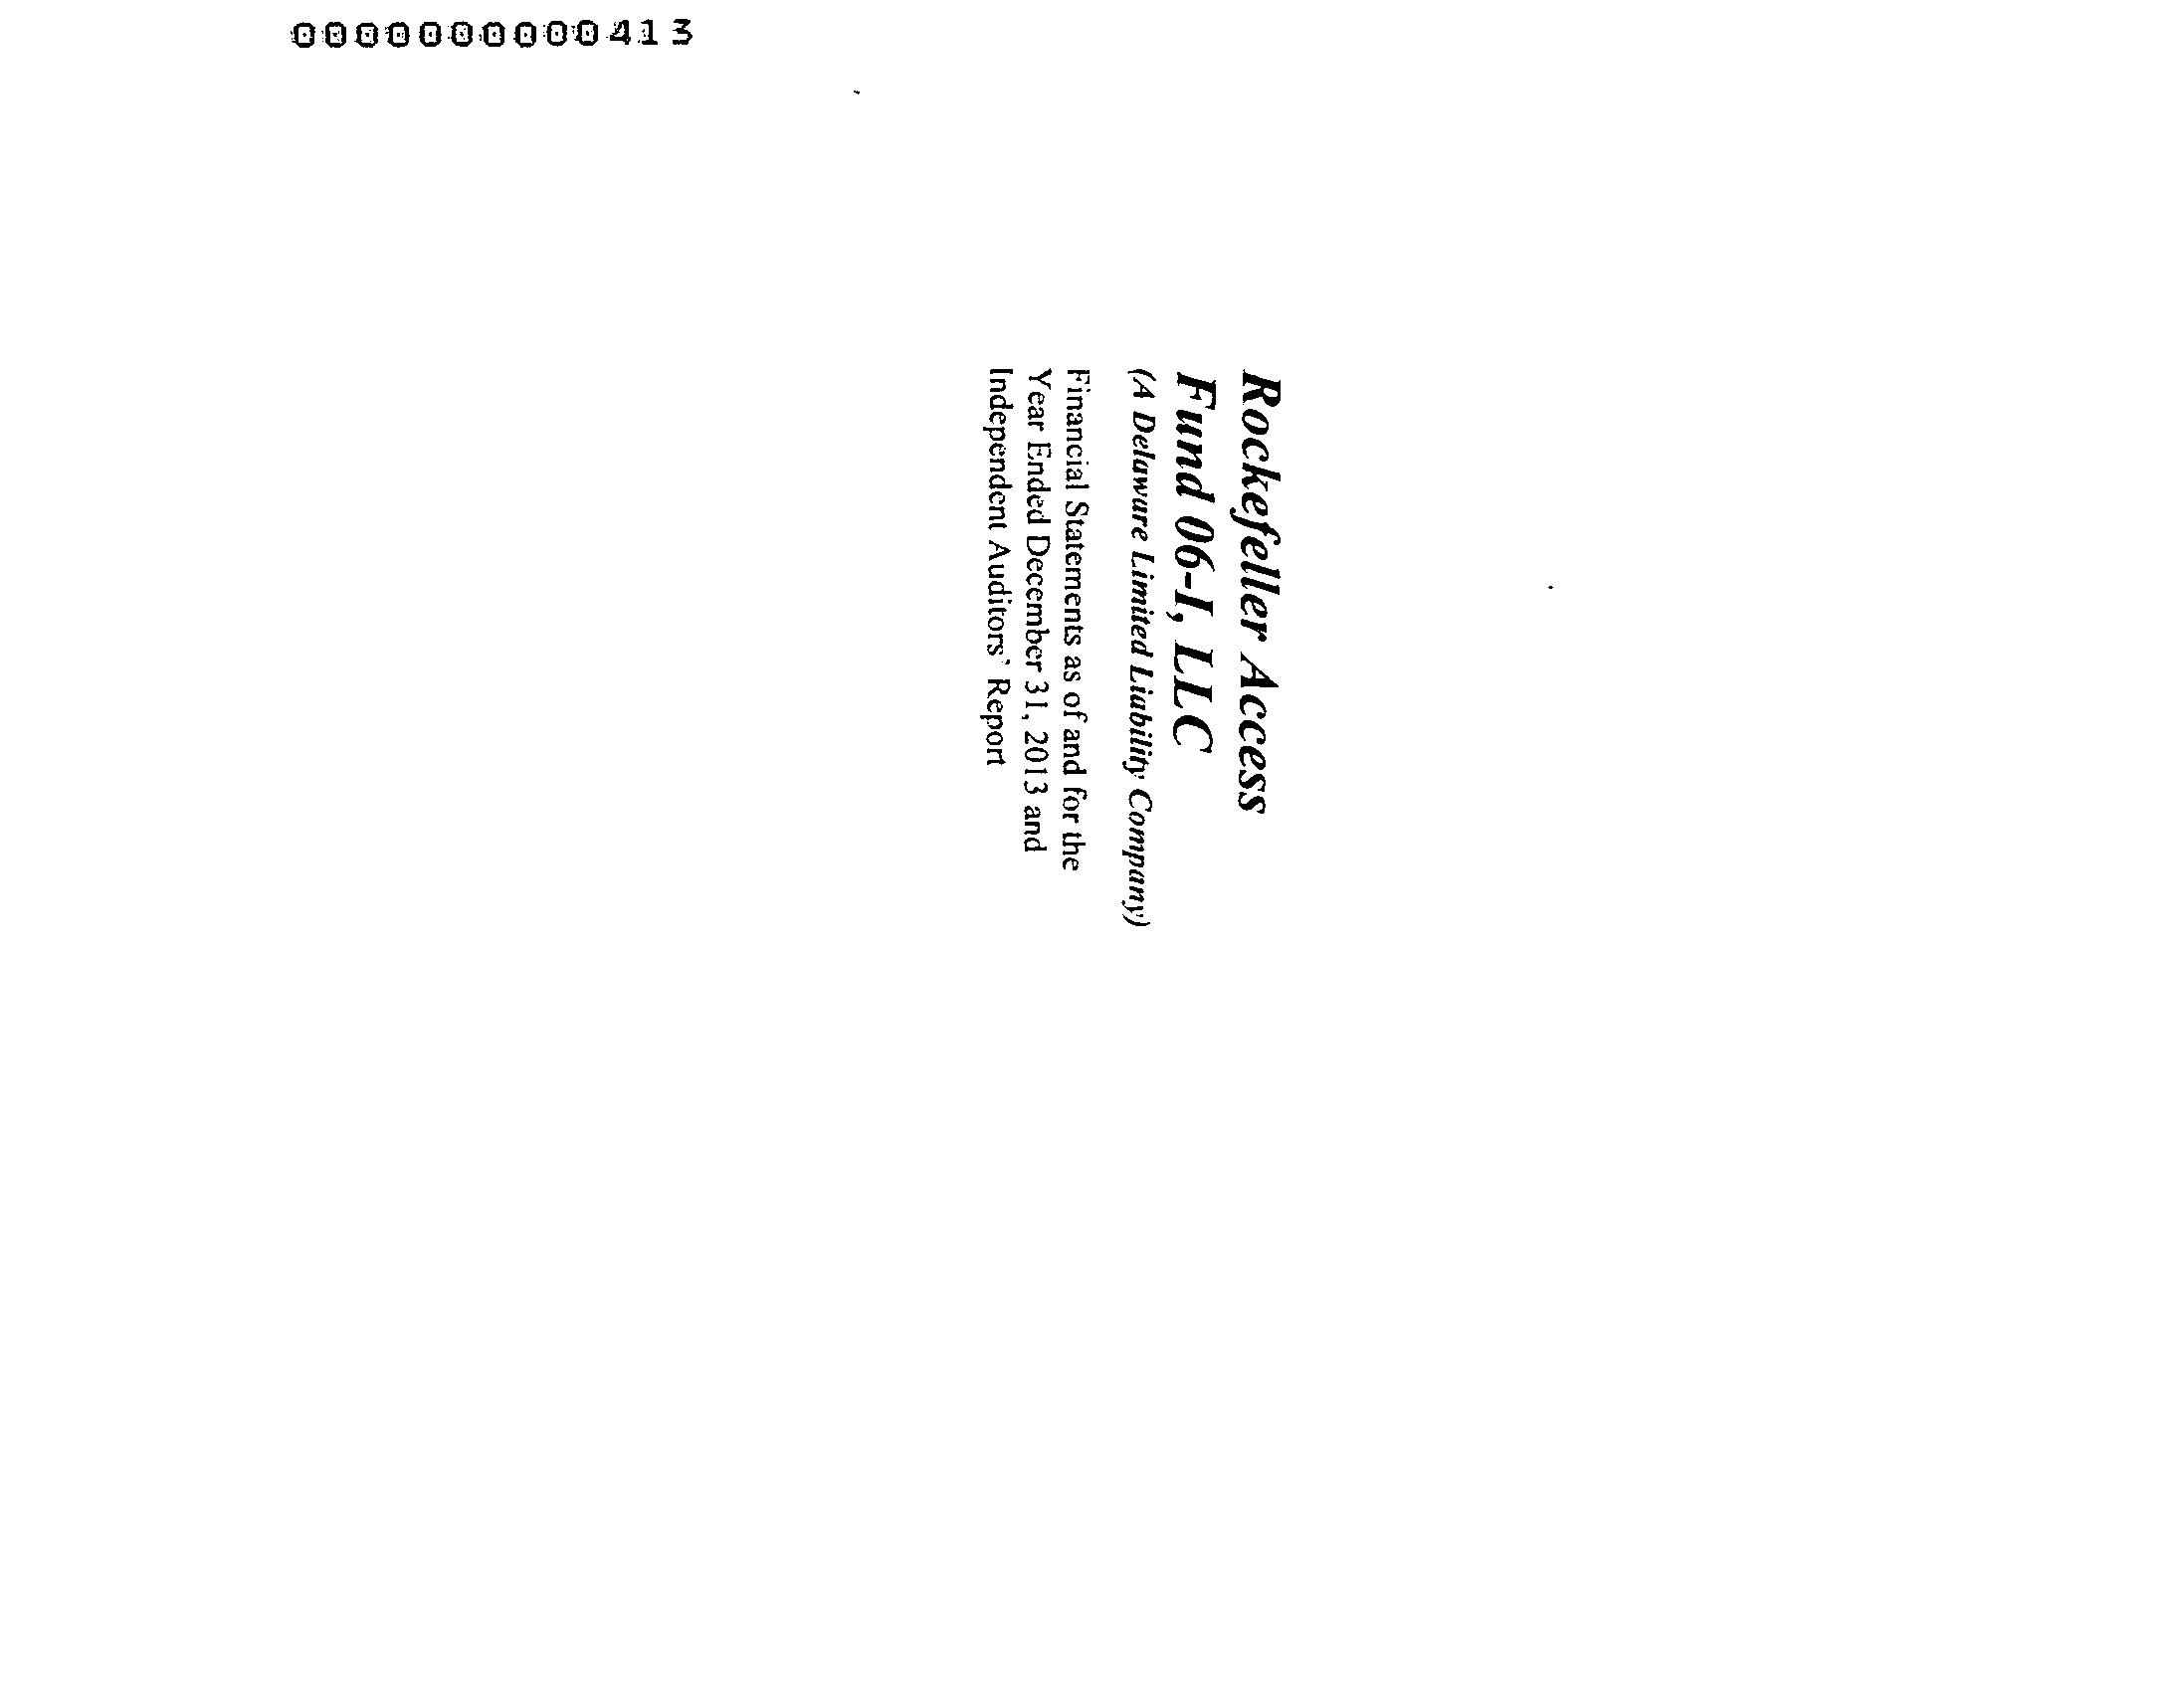 0000000000413
Rockefeller Access
Fund 06-I, LLC
(A Delaware Limited Liability Company)
Financial Statements as of and for the
Year Ended December 31, 2013 and
Independent Auditors' Report